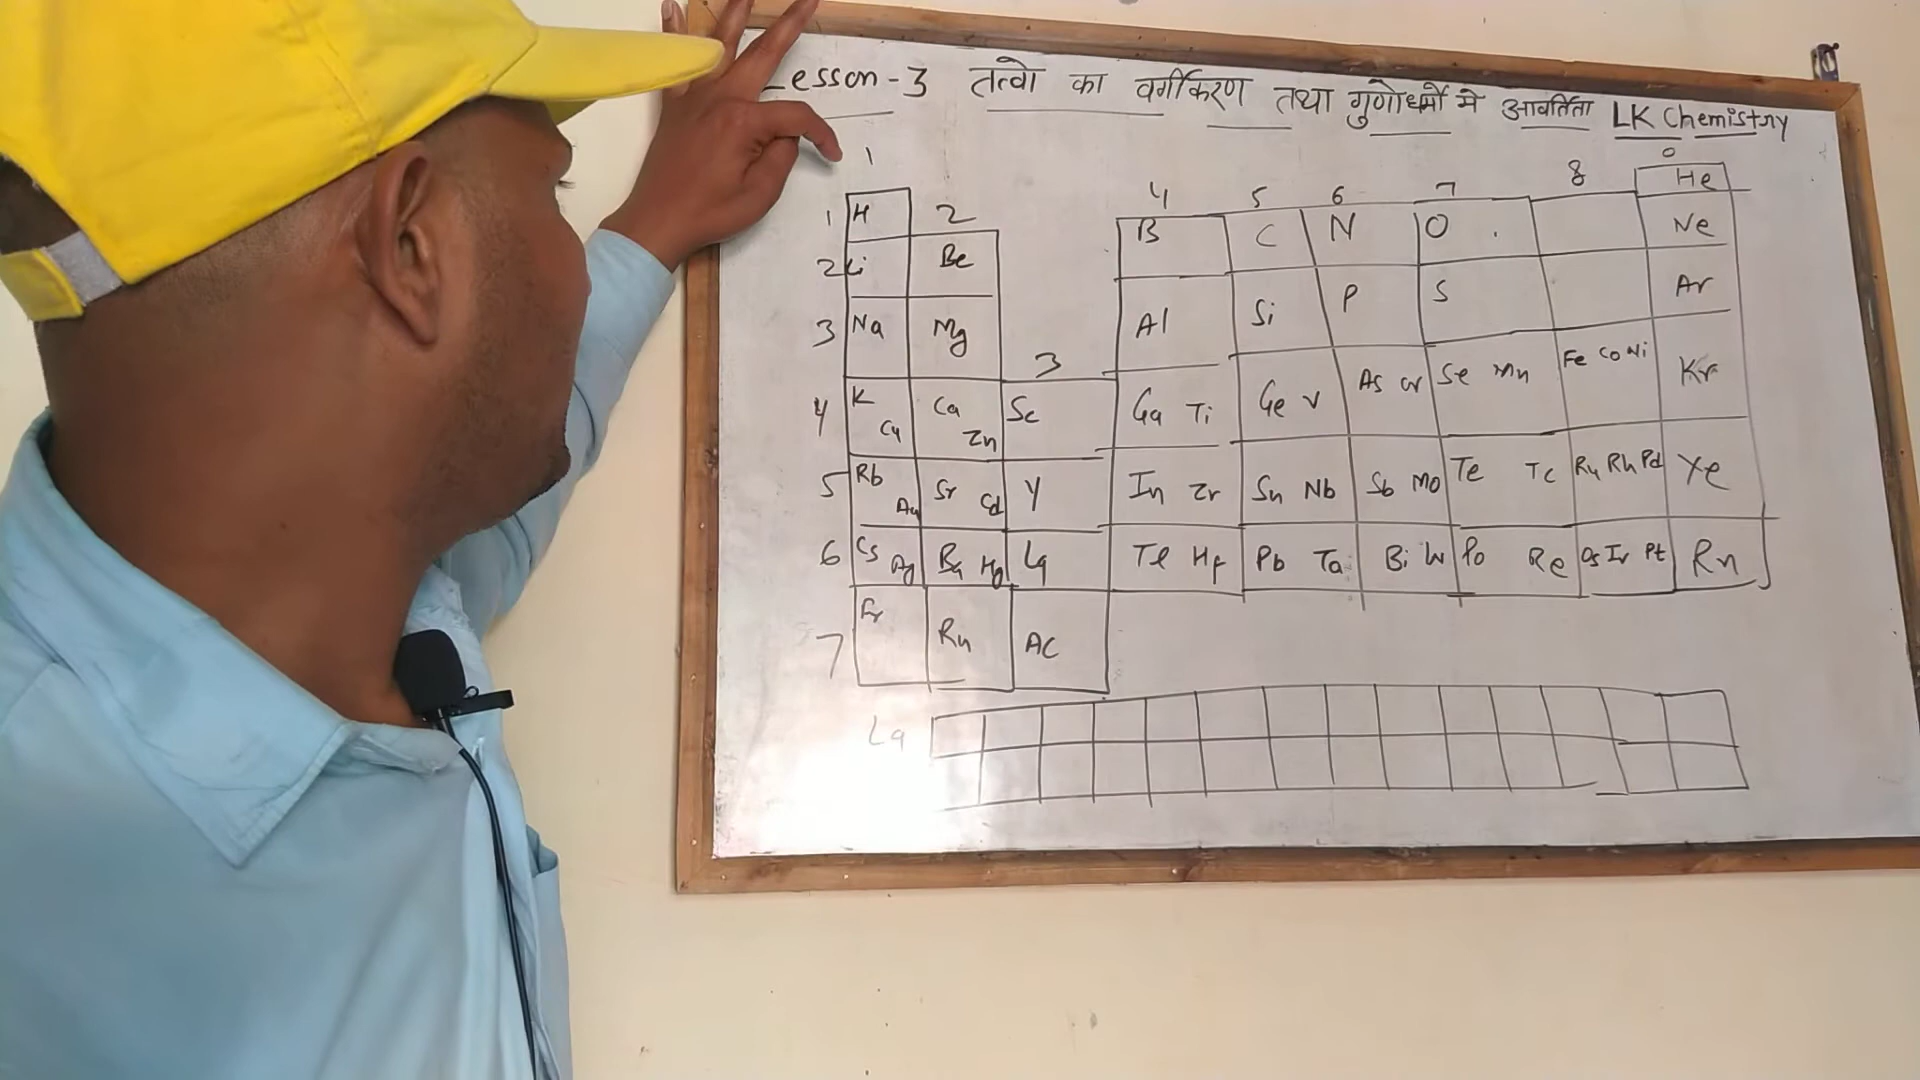 Lesson-3 तत्वो का वर्गीकरण तथा गुणोधर्मो मे आवर्तिता LK Chemistry
1 2 3 4 5 6 7 8 0
He
1 H B C N O Ne
2 Li Be Al Si P S Ar
3 Na Mg
4 K Cu Ca Zn Sc Ga Ti Ge V As Cr Se Mn Fe Co Ni Kr
5 Rb Au Sr Cd Y In Zr Sn Nb Sb Mo Te Tc Ru Rh Pd Xe
6 Cs Ag Ba Hg La Tl Hf Pb Ta Bi W Po Re Os Ir Pt Rn
7 Fr Ra AC
La